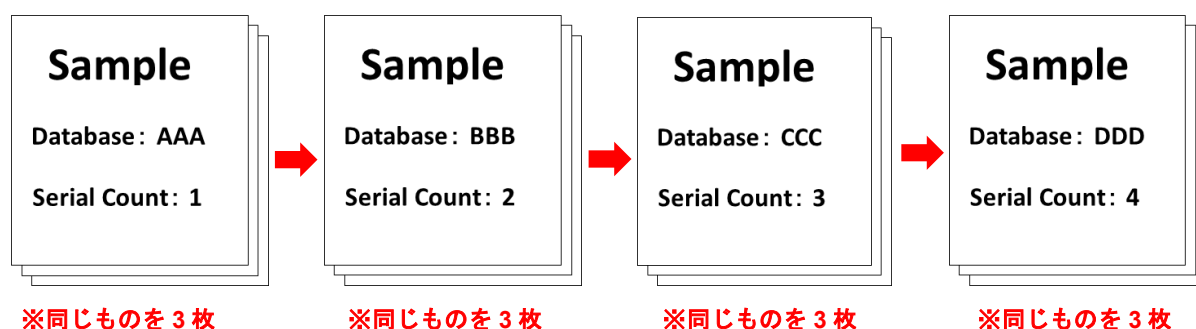 Sample
Database： AAA
Serial Count： 1
※同じものを 3 枚
Sample
Database： BBB
Serial Count： 2
※同じものを 3 枚
Sample
Database： CCC
Serial Count： 3
※同じものを 3 枚
Sample
Database： DDD
Serial Count： 4
※同じものを 3 枚